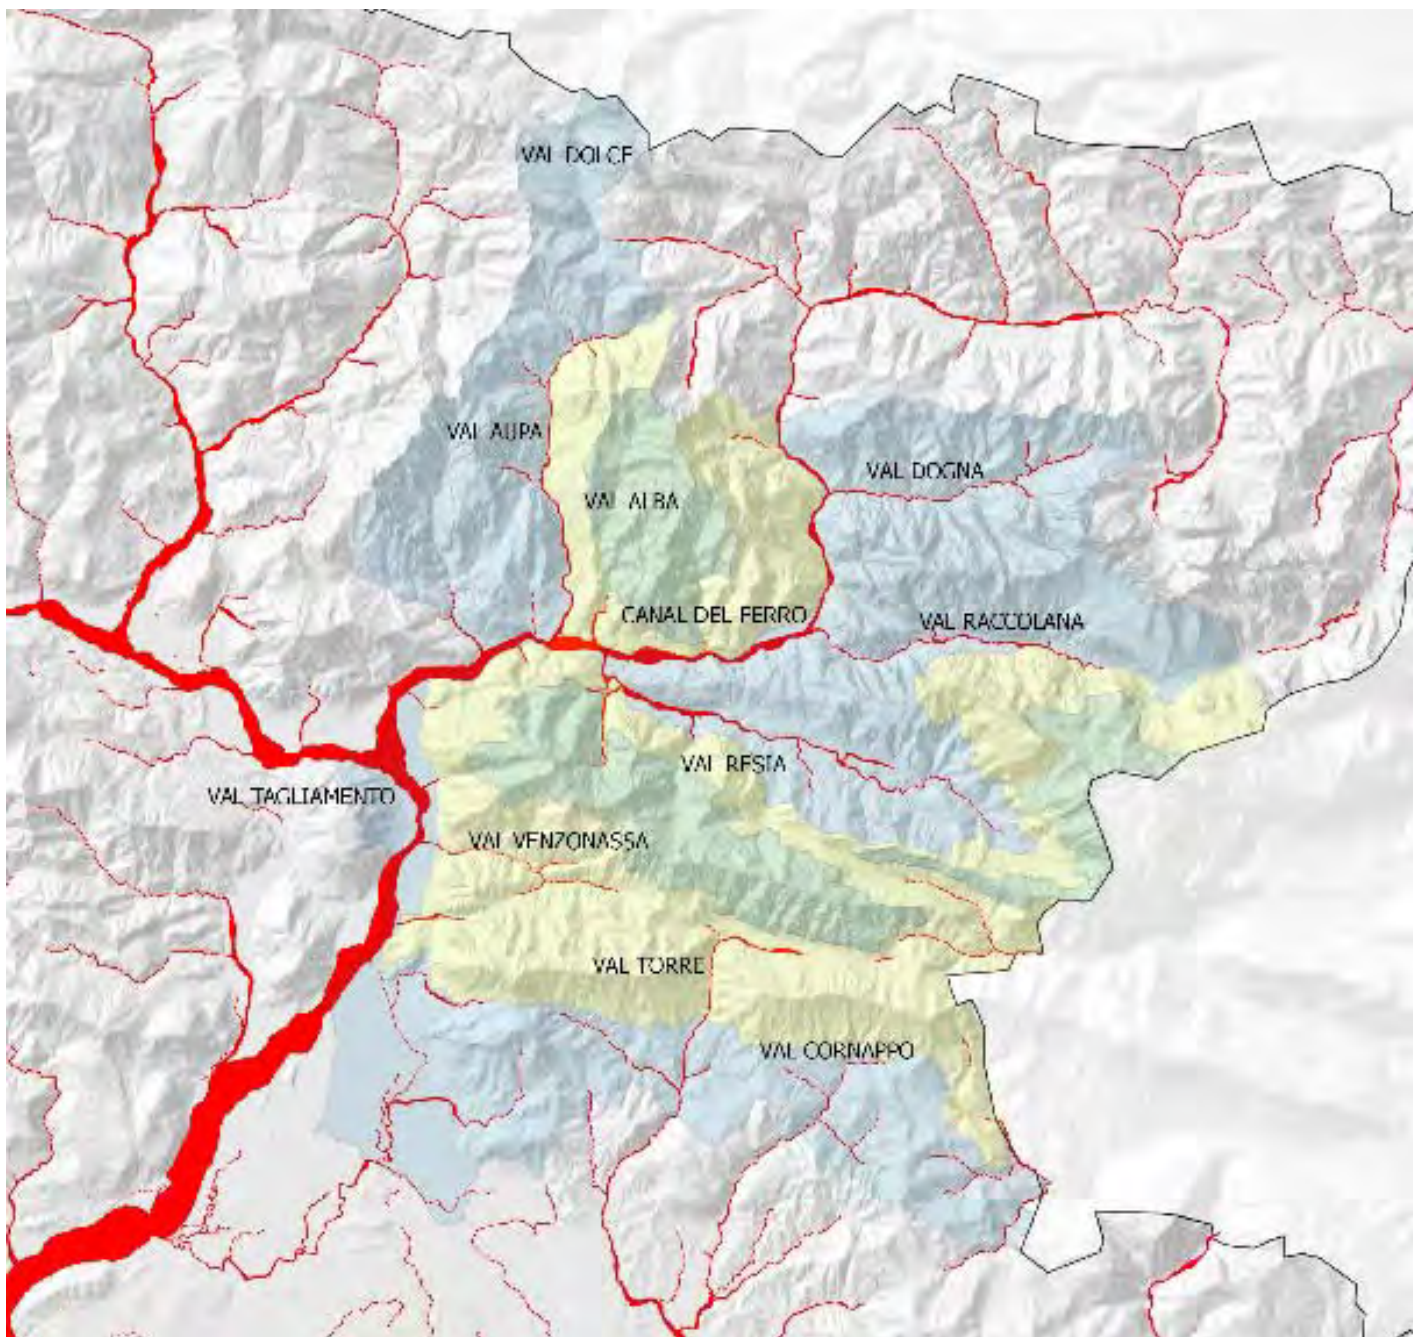 VAL DOLCE
VAL AUPA
VAL DOGNA
VAL ALBA
CANAL DEL FERRO
VAL RACCOLANA
VAL RESIA
VAL TAGLIAMENTO
VAL VENZONASSA
VAL TORRE
VAL CORNAPPO